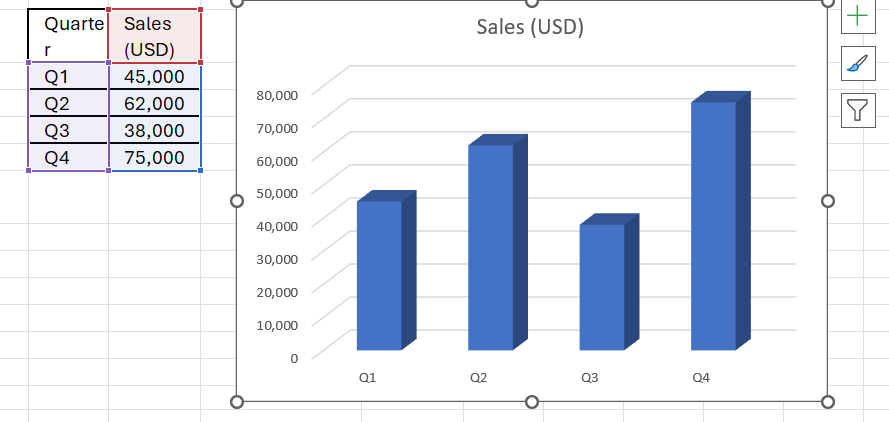 Quarte
r
Sales
(USD)
Q1 45,000
Q2 62,000
Q3 38,000
Q4 75,000
Sales (USD)
80,000
70,000
60,000
50,000
40,000
30,000
20,000
10,000
0
Q1 Q2 Q3 Q4